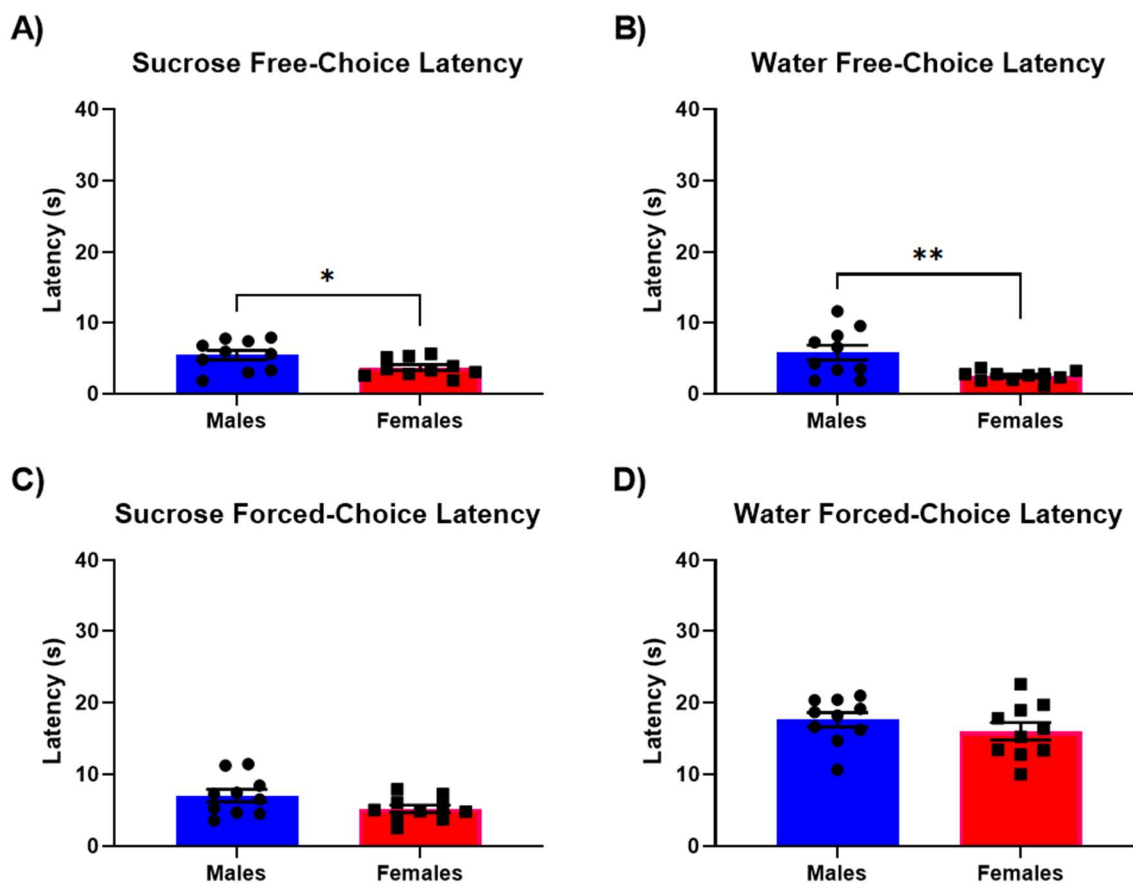 A)
Sucrose Free-Choice Latency
40
30
20
10
0
Latency (s)
*
Males
Females
B)
Water Free-Choice Latency
40
30
20
10
0
Latency (s)
**
Males
Females
C)
Sucrose Forced-Choice Latency
40
30
20
10
0
Latency (s)
Males
Females
D)
Water Forced-Choice Latency
40
30
20
10
0
Latency (s)
Males
Females